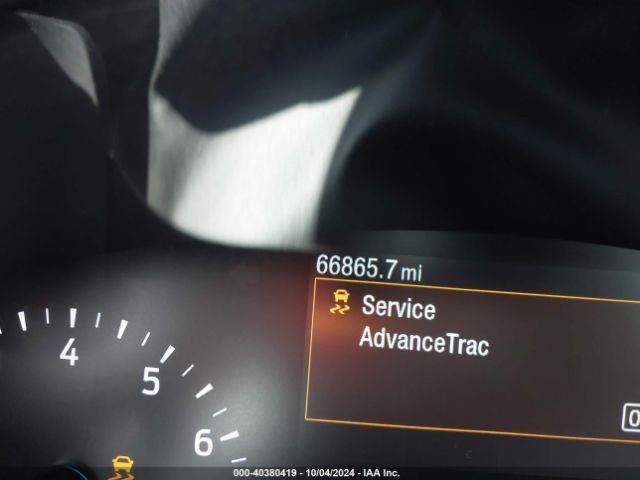 66865.7 mi
Service
AdvanceTrac
4
5
6
000-40380419 - 10/04/2024 - IAA Inc.